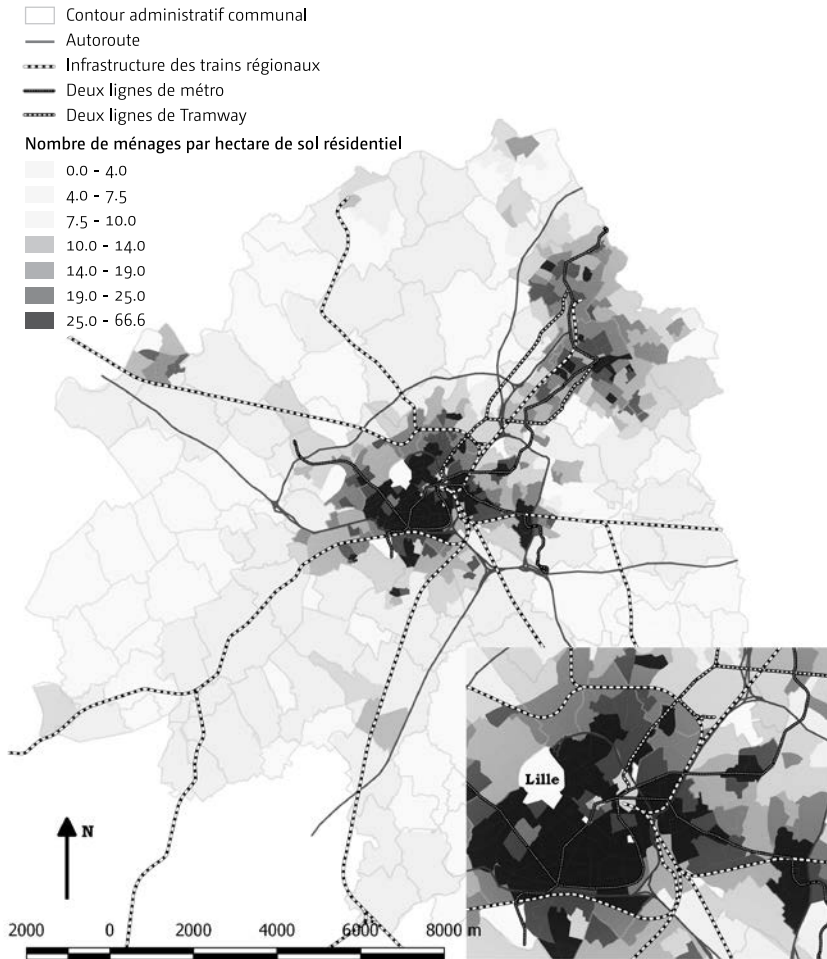 Contour administratif communal
Autoroute
Infrastructure des trains régionaux
Deux lignes de métro
Deux lignes de Tramway
Nombre de ménages par hectare de sol résidentiel
0.0 - 4.0
4.0 - 7.5
7.5 - 10.0
10.0 - 14.0
14.0 - 19.0
19.0 - 25.0
25.0 - 66.6
Lille
N
2000 0 2000 4000 6000 8000 m